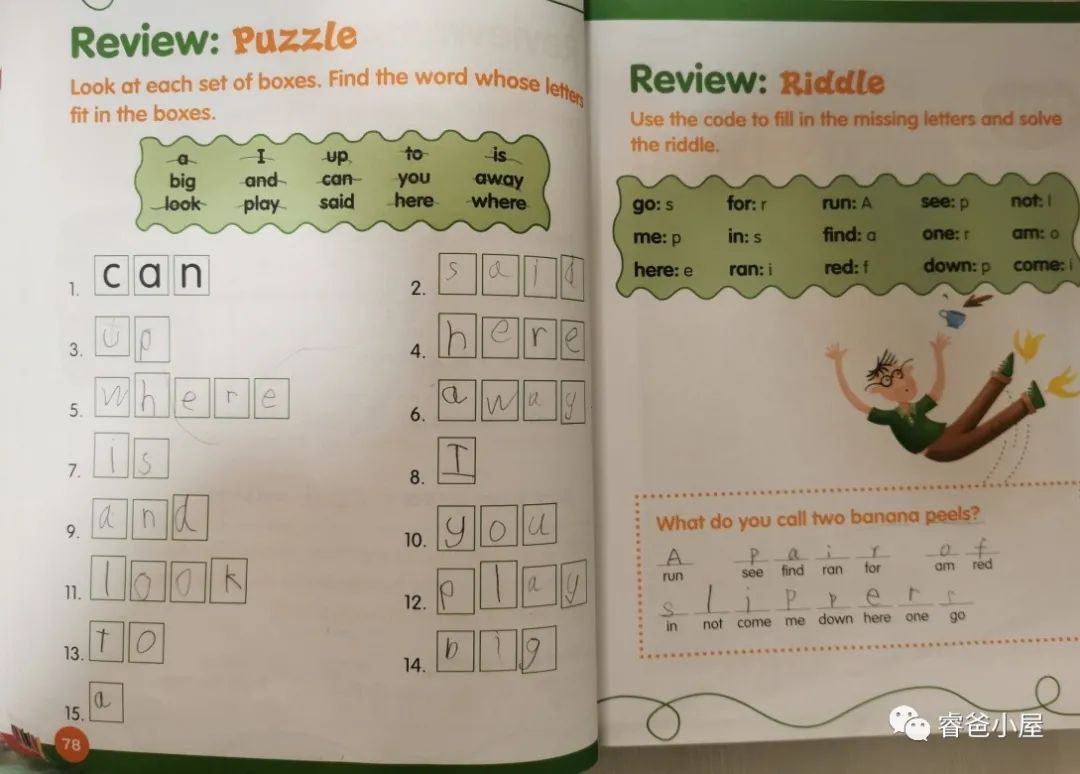 Review: Puzzle
Look at each set of boxes. Find the word whose letters
fit in the boxes.
a I up to is
big and can you away
look play said here where
1. can
2. said
3. up
4. here
5. where
6. away
7. is
8. I
9. and
10. you
11. look
12. play
13. to
14. big
15. a
78
Review: Riddle
Use the code to fill in the missing letters and solve
the riddle.
go: s for: r run: A see: p not: l
me: p in: s find: a one: r am: o
here: e ran: i red: f down: p come: i
What do you call two banana peels?
A p a i r o f
run see find ran for am red
s l i p p e r s
in not come me down here one go
睿爸小屋